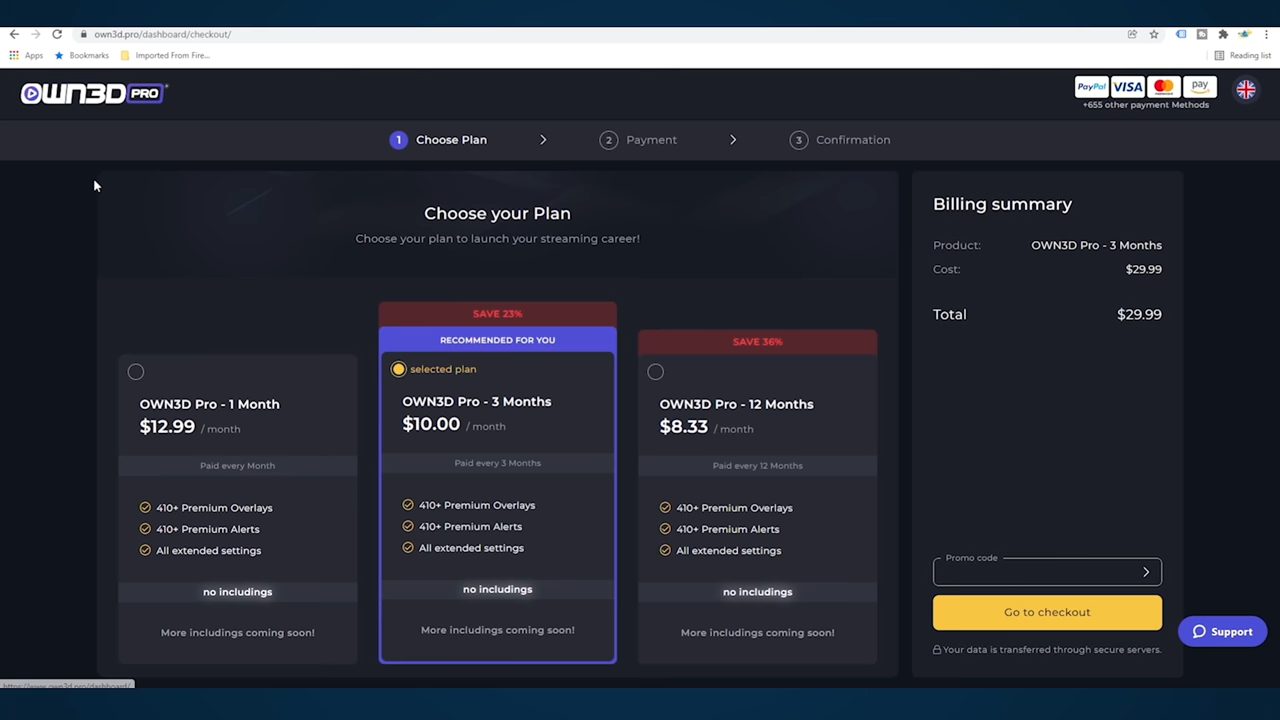 own3d.pro/dashboard/checkout/
Apps
Bookmarks
Imported From Fire...
Reading list
OWN3D PRO
PayPal
VISA
mastercard
pay
+655 other payment Methods
1 Choose Plan
2 Payment
3 Confirmation
Choose your Plan
Choose your plan to launch your streaming career!
OWN3D Pro - 1 Month
$12.99 / month
Paid every Month
410+ Premium Overlays
410+ Premium Alerts
All extended settings
no includings
More includings coming soon!
SAVE 23%
RECOMMENDED FOR YOU
selected plan
OWN3D Pro - 3 Months
$10.00 / month
Paid every 3 Months
410+ Premium Overlays
410+ Premium Alerts
All extended settings
no includings
More includings coming soon!
SAVE 36%
OWN3D Pro - 12 Months
$8.33 / month
Paid every 12 Months
410+ Premium Overlays
410+ Premium Alerts
All extended settings
no includings
More includings coming soon!
Billing summary
Product: OWN3D Pro - 3 Months
Cost: $29.99
Total $29.99
Promo code
Go to checkout
Your data is transferred through secure servers.
Support
https://www.own3d.pro/dashboard/